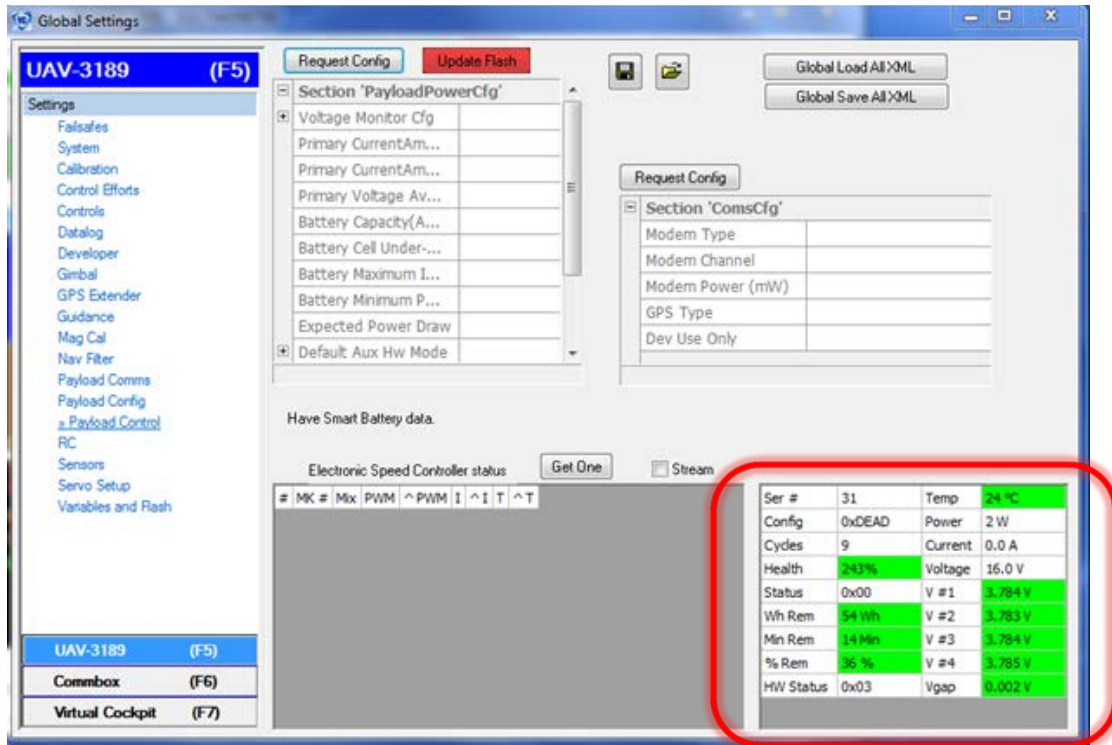 Global Settings
UAV-3189 (F5)
Settings
Failsafes
System
Calibration
Control Efforts
Controls
Datalog
Developer
Gimbal
GPS Extender
Guidance
Mag Cal
Nav Filter
Payload Comms
Payload Config
» Payload Control
RC
Sensors
Servo Setup
Variables and Flash
UAV-3189 (F5)
Commbox (F6)
Virtual Cockpit (F7)
Request Config Update Flash
Section 'PayloadPowerCfg'
Voltage Monitor Cfg
Primary CurrentAm...
Primary CurrentAm...
Primary Voltage Av...
Battery Capacity(A...
Battery Cell Under-...
Battery Maximum I...
Battery Minimum P...
Expected Power Draw
Default Aux Hw Mode
Global Load All XML
Global Save All XML
Request Config
Section 'ComsCfg'
Modem Type
Modem Channel
Modem Power (mW)
GPS Type
Dev Use Only
Have Smart Battery data.
Electronic Speed Controller status Get One Stream
# MK # Mix PWM ^PWM I ^I T ^T
Ser # 31 Temp 24 ºC
Config 0xDEAD Power 2 W
Cycles 9 Current 0.0 A
Health 243% Voltage 16.0 V
Status 0x00 V #1 3.784 V
Wh Rem 54 Wh V #2 3.783 V
Min Rem 14 Min V #3 3.784 V
% Rem 36 % V #4 3.785 V
HW Status 0x03 Vgap 0.002 V